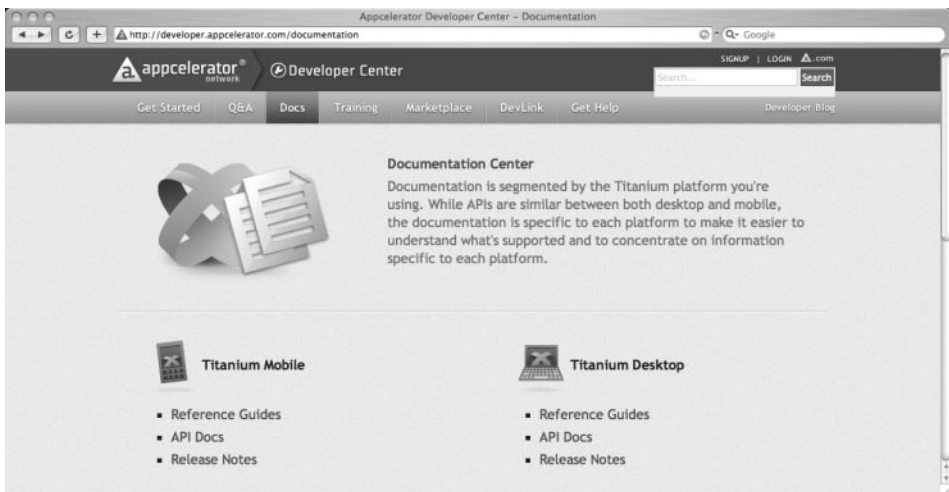 Appcelerator Developer Center – Documentation
http://developer.appcelerator.com/documentation
Google
appcelerator®
network
Developer Center
SIGNUP | LOGIN .com
Search...
Search
Get Started Q&A Docs Training Marketplace DevLink Get Help Developer Blog
Documentation Center
Documentation is segmented by the Titanium platform you're
using. While APIs are similar between both desktop and mobile,
the documentation is specific to each platform to make it easier to
understand what's supported and to concentrate on information
specific to each platform.
Titanium Mobile
Reference Guides
API Docs
Release Notes
Titanium Desktop
Reference Guides
API Docs
Release Notes